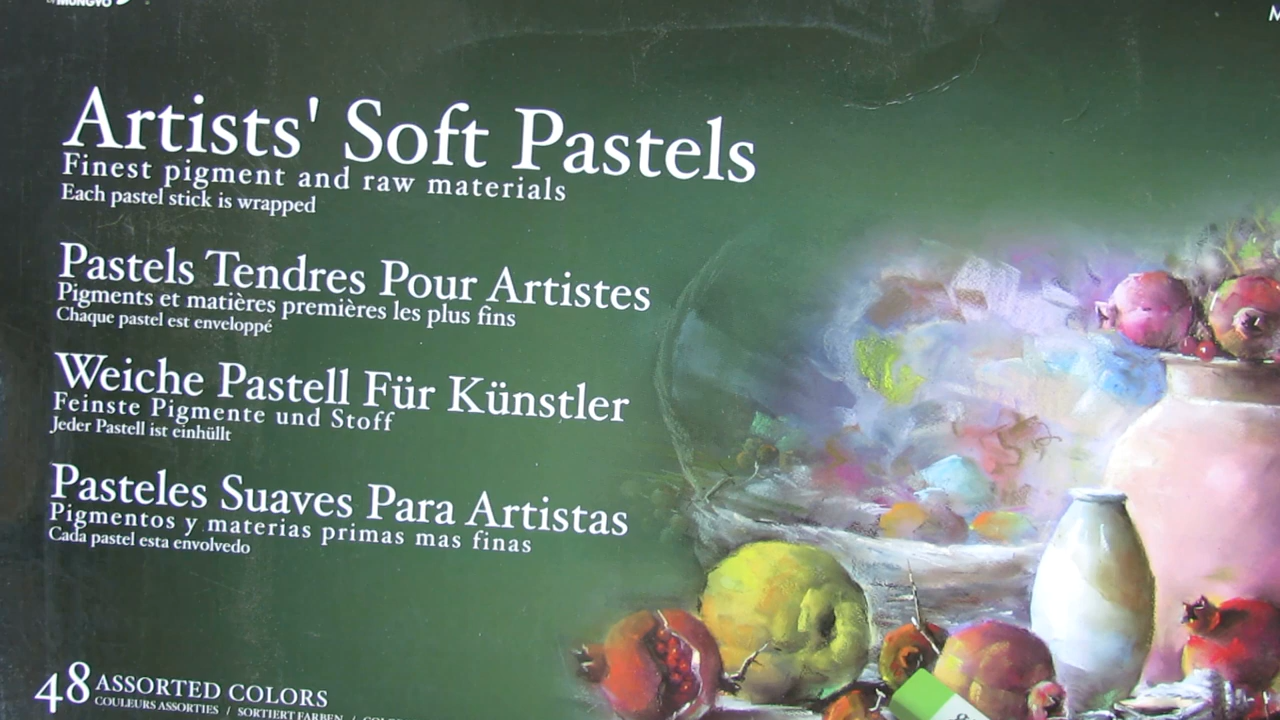 MUNGYO
Artists' Soft Pastels
Finest pigment and raw materials
Each pastel stick is wrapped
Pastels Tendres Pour Artistes
Pigments et matières premières les plus fins
Chaque pastel est enveloppé
Weiche Pastell Für Künstler
Feinste Pigmente und Stoff
Jeder Pastell ist einhüllt
Pasteles Suaves Para Artistas
Pigmentos y materias primas mas finas
Cada pastel esta envolvedo
48 ASSORTED COLORS
COULEURS ASSORTIES / SORTIERT FARBEN /